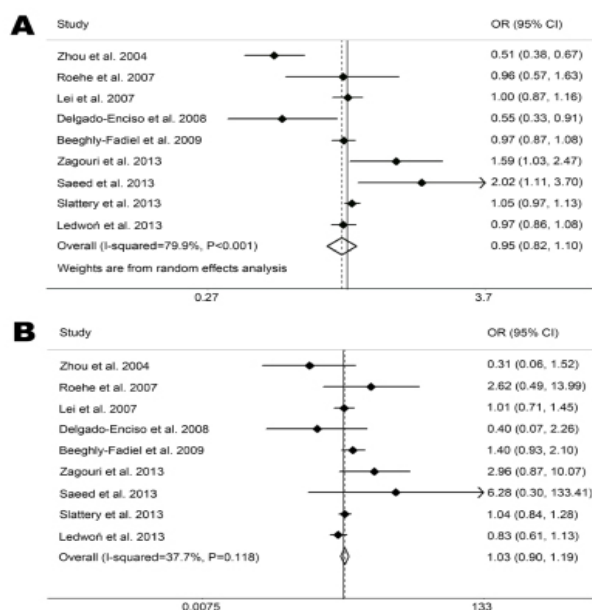 A
Study OR (95% CI)
Zhou et al. 2004 0.51 (0.38, 0.67)
Roehe et al. 2007 0.96 (0.57, 1.63)
Lei et al. 2007 1.00 (0.87, 1.16)
Delgado-Enciso et al. 2008 0.55 (0.33, 0.91)
Beeghly-Fadiel et al. 2009 0.97 (0.87, 1.08)
Zagouri et al. 2013 1.59 (1.03, 2.47)
Saeed et al. 2013 2.02 (1.11, 3.70)
Slattery et al. 2013 1.05 (0.97, 1.13)
Ledwoń et al. 2013 0.97 (0.86, 1.08)
Overall (I-squared=79.9%, P<0.001) 0.95 (0.82, 1.10)
Weights are from random effects analysis
0.27 3.7
B
Study OR (95% CI)
Zhou et al. 2004 0.31 (0.06, 1.52)
Roehe et al. 2007 2.62 (0.49, 13.99)
Lei et al. 2007 1.01 (0.71, 1.45)
Delgado-Enciso et al. 2008 0.40 (0.07, 2.26)
Beeghly-Fadiel et al. 2009 1.40 (0.93, 2.10)
Zagouri et al. 2013 2.96 (0.87, 10.07)
Saeed et al. 2013 6.28 (0.30, 133.41)
Slattery et al. 2013 1.04 (0.84, 1.28)
Ledwoń et al. 2013 0.83 (0.61, 1.13)
Overall (I-squared=37.7%, P=0.118) 1.03 (0.90, 1.19)
0.0075 133